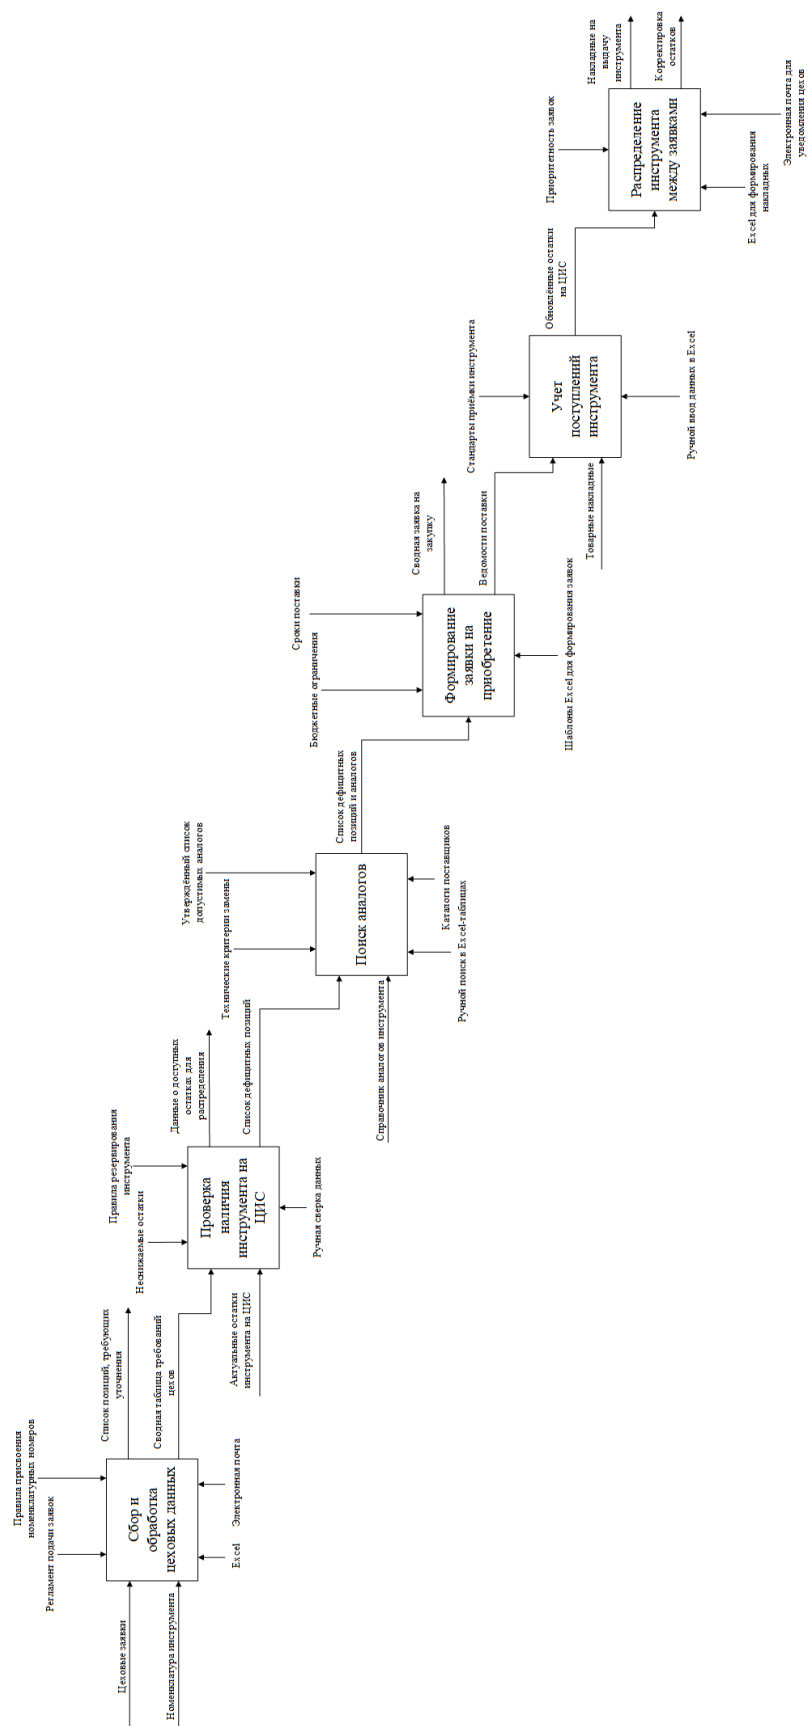 Цеховые заявки
Номенклатура инструмента
Регламент подачи заявок
Правила присвоения
номенклатурных номеров
Сбор и
обработка
цеховых данных
Excel
Электронная почта
Список позиций, требующих
уточнения
Сводная таблица требований
цехов
Актуальные остатки
инструмента на ЦИС
Неснижаемые остатки
Правила резервирования
инструмента
Проверка
наличия
инструмента на
ЦИС
Ручная сверка данных
Данные о доступных
остатках для
распределения
Список дефицитных позиций
Справочник аналогов инструмента
Технические критерии замены
Утверждённый список
допустимых аналогов
Поиск аналогов
Ручной поиск в Excel-таблицах
Каталоги поставщиков
Список дефицитных
позиций и аналогов
Бюджетные ограничения
Сроки поставки
Формирование
заявки на
приобретение
Шаблоны Excel для формирования заявок
Сводная заявка на
закупку
Ведомости поставки
Товарные накладные
Стандарты приёмки инструмента
Учет
поступлений
инструмента
Ручной ввод данных в Excel
Обновлённые остатки
на ЦИС
Приоритетность заявок
Распределение
инструмента
между заявками
Excel для формирования
накладных
Электронная почта для
уведомления цехов
Накладные на
выдачу
инструмента
Корректировка
остатков